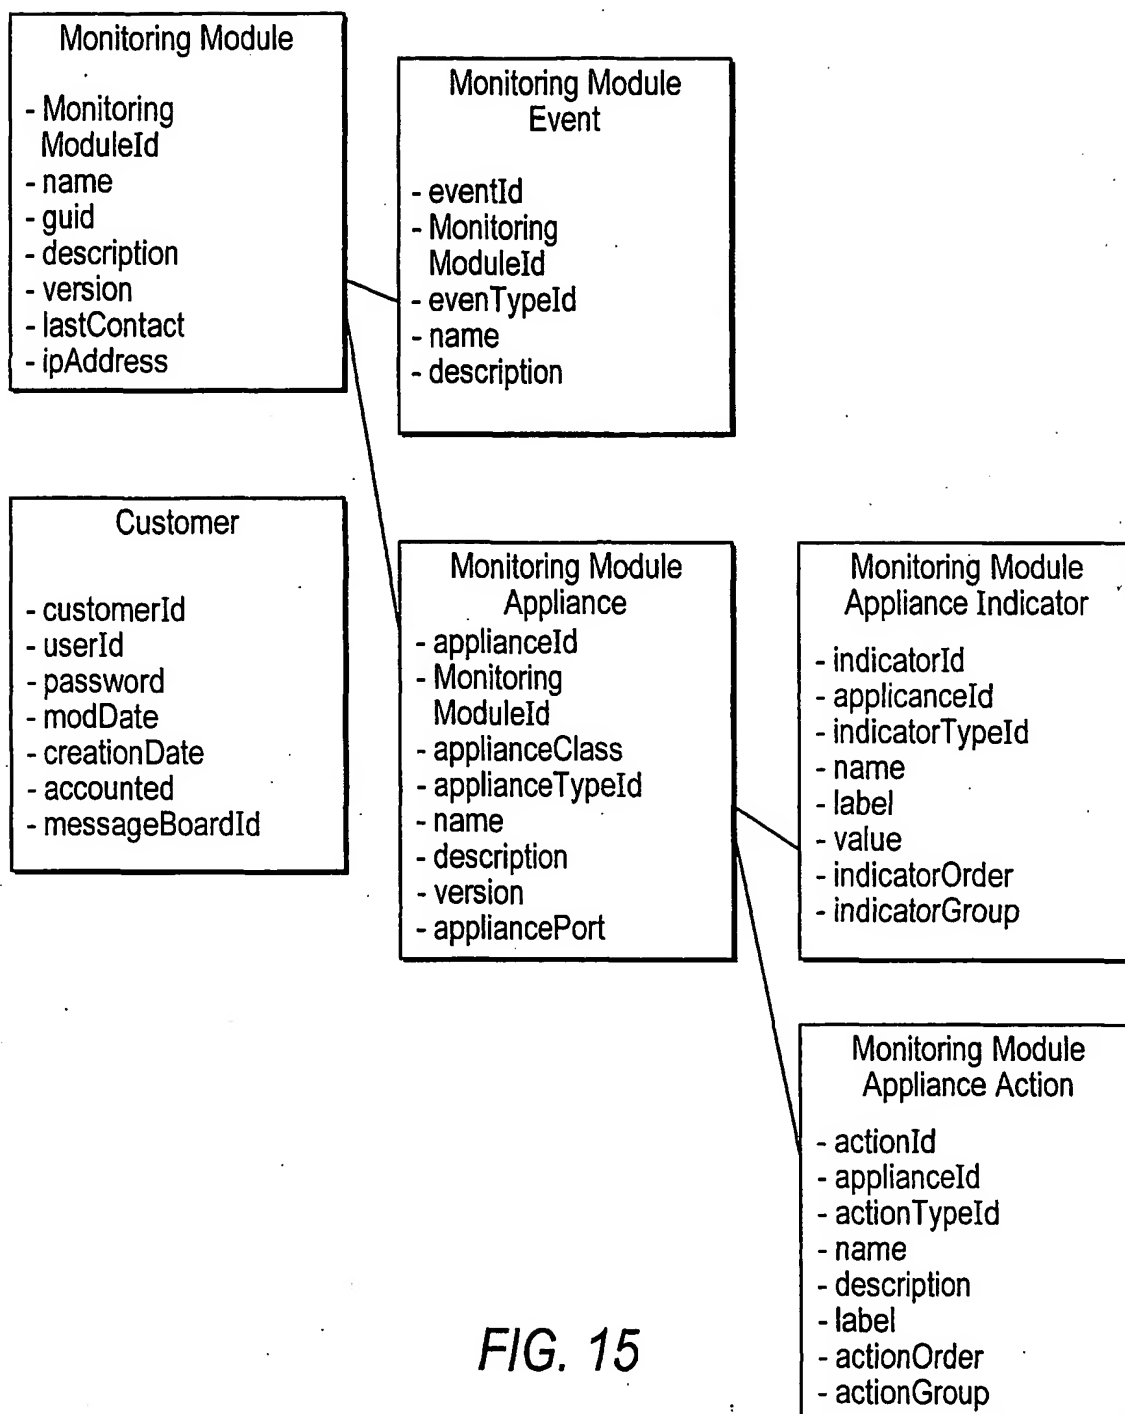 Monitoring Module
- Monitoring
ModuleId
- name
- guid
- description
- version
- lastContact
- ipAddress
Monitoring Module
Event
- eventId
- Monitoring
ModuleId
- evenTypeId
- name
- description
Customer
- customerId
- userId
- password
- modDate
- creationDate
- accounted
- messageBoardId
Monitoring Module
Appliance
- applianceId
- Monitoring
ModuleId
- applianceClass
- applianceTypeId
- name
- description
- version
- appliancePort
Monitoring Module
Appliance Indicator
- indicatorId
- applicanceId
- indicatorTypeId
- name
- label
- value
- indicatorOrder
- indicatorGroup
Monitoring Module
Appliance Action
- actionId
- applianceId
- actionTypeId
- name
- description
- label
- actionOrder
- actionGroup
FIG. 15